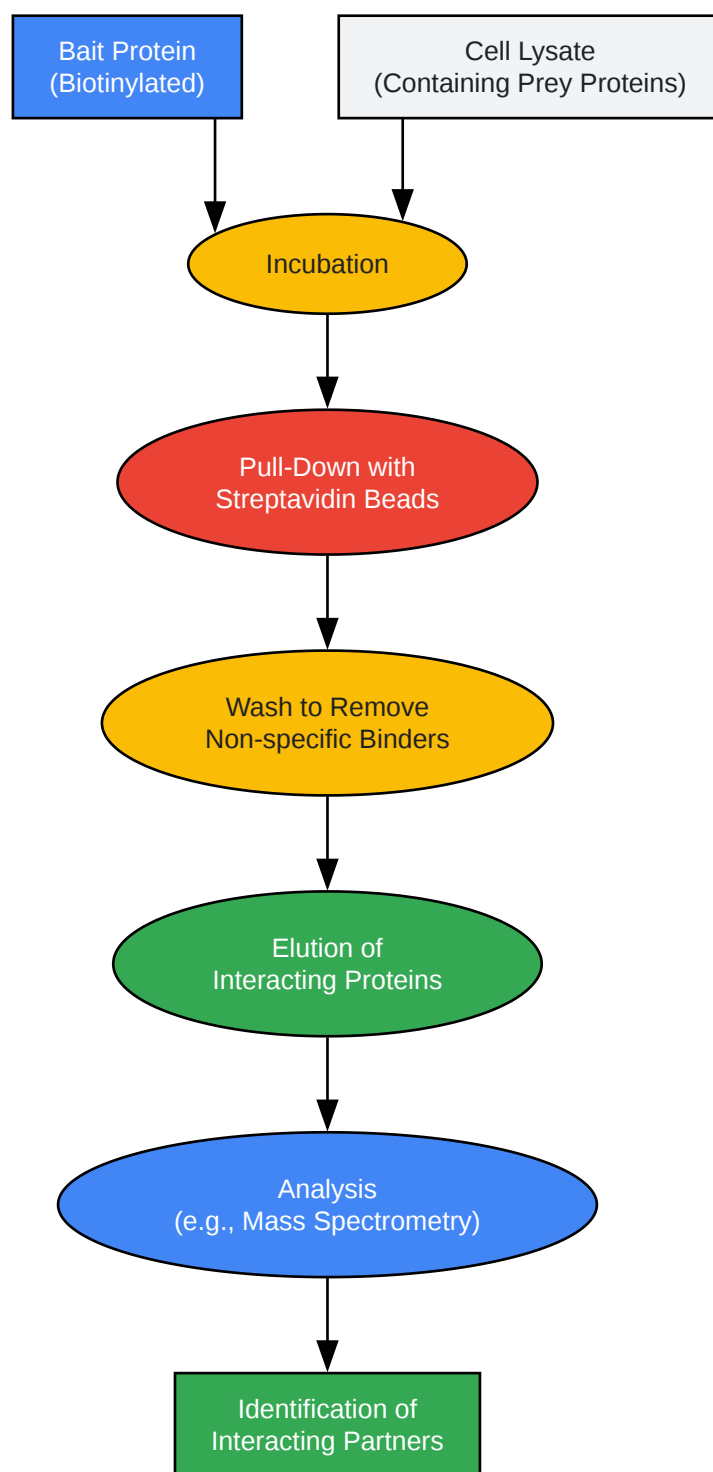 Bait Protein
(Biotinylated)
Cell Lysate
(Containing Prey Proteins)
Incubation
Pull-Down with
Streptavidin Beads
Wash to Remove
Non-specific Binders
Elution of
Interacting Proteins
Analysis
(e.g., Mass Spectrometry)
Identification of
Interacting Partners